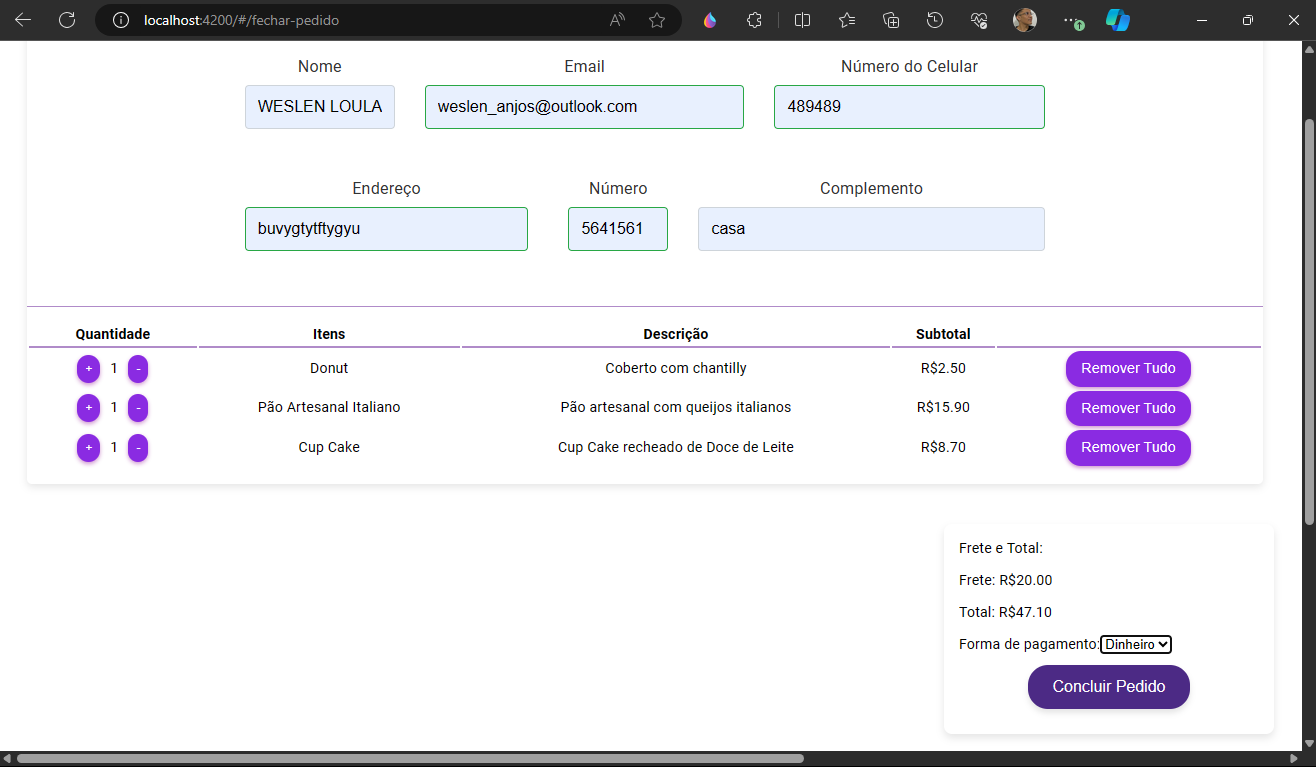 localhost:4200/#/fechar-pedido
Nome Email Número do Celular
WESLEN LOULA weslen_anjos@outlook.com 489489
Endereço Número Complemento
buvygtytftygyu 5641561 casa
Quantidade Itens Descrição Subtotal
+ 1 - Donut Coberto com chantilly R$2.50 Remover Tudo
+ 1 - Pão Artesanal Italiano Pão artesanal com queijos italianos R$15.90 Remover Tudo
+ 1 - Cup Cake Cup Cake recheado de Doce de Leite R$8.70 Remover Tudo
Frete e Total:
Frete: R$20.00
Total: R$47.10
Forma de pagamento: Dinheiro
Concluir Pedido